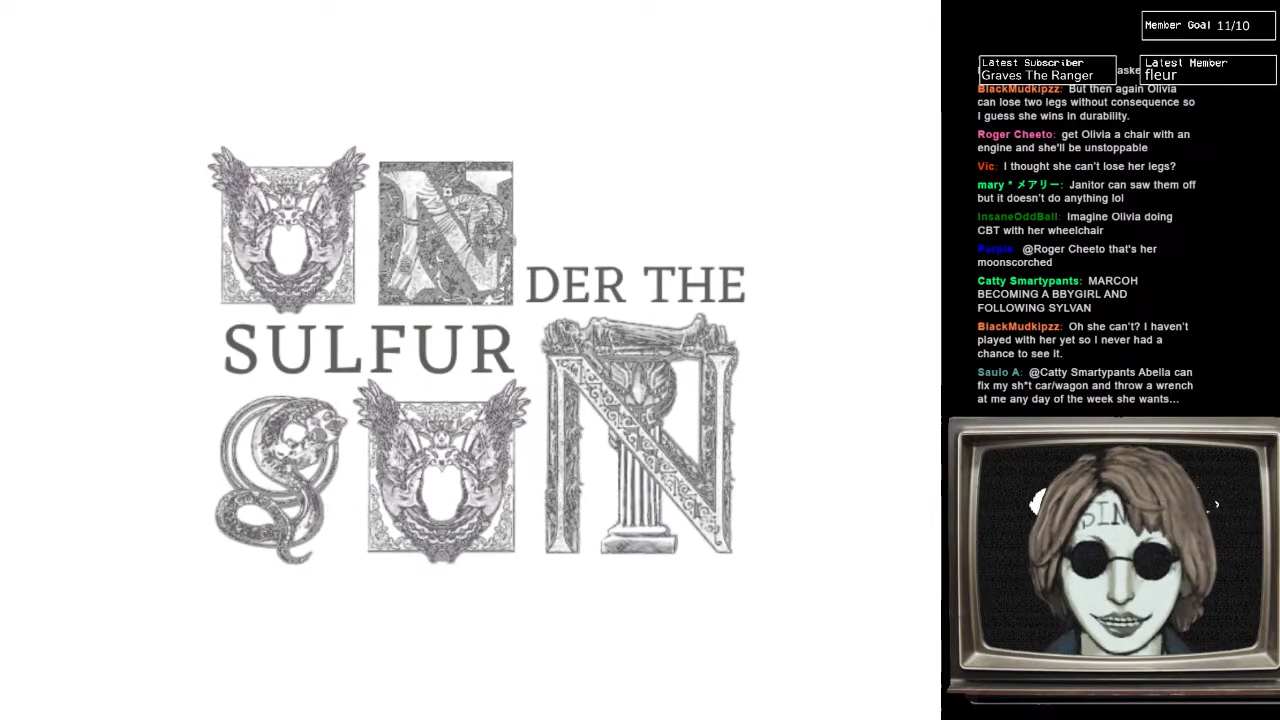 UNDER THE
SULFUR
SUN
Member Goal 11/10
Latest Subscriber
Graves The Ranger
Latest Member
fleur
aske
BlackMudkipzz: But then again Olivia
can lose two legs without consequence so
I guess she wins in durability.
Roger Cheeto: get Olivia a chair with an
engine and she'll be unstoppable
Vic: I thought she can't lose her legs?
mary * メアリー: Janitor can saw them off
but it doesn't do anything lol
InsaneOddBall: Imagine Olivia doing
CBT with her wheelchair
Purple: @Roger Cheeto that's her
moonscorched
Catty Smartypants: MARCOH
BECOMING A BBYGIRL AND
FOLLOWING SYLVAN
BlackMudkipzz: Oh she can't? I haven't
played with her yet so I never had a
chance to see it.
Saulo A: @Catty Smartypants Abella can
fix my sh*t car/wagon and throw a wrench
at me any day of the week she wants...
SIN